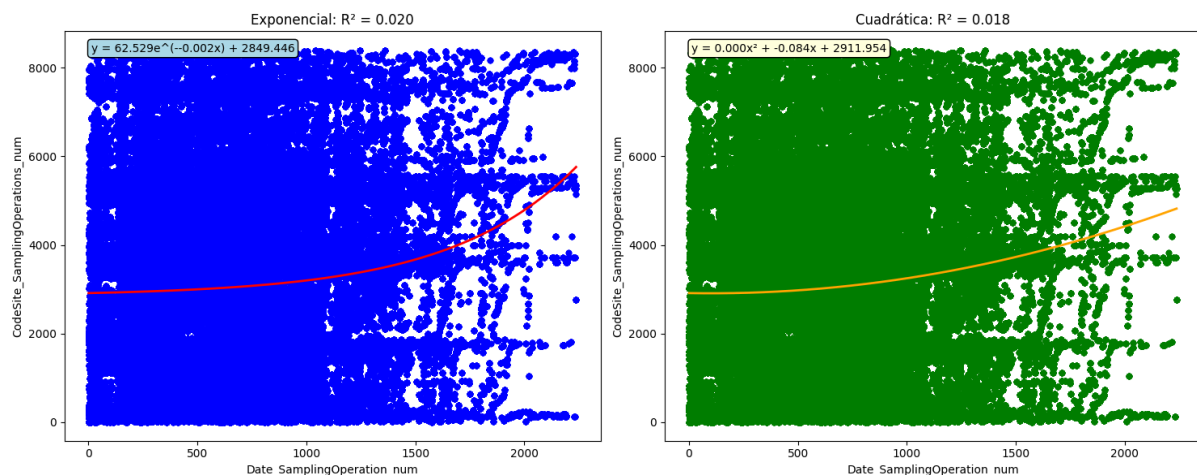 Exponencial: R² = 0.020
y = 62.529e^(--0.002x) + 2849.446
CodeSite_SamplingOperations_num
8000
6000
4000
2000
0
0 500 1000 1500 2000
Date_SamplingOperation_num
Cuadrática: R² = 0.018
y = 0.000x² + -0.084x + 2911.954
CodeSite_SamplingOperations_num
8000
6000
4000
2000
0
0 500 1000 1500 2000
Date_SamplingOperation_num